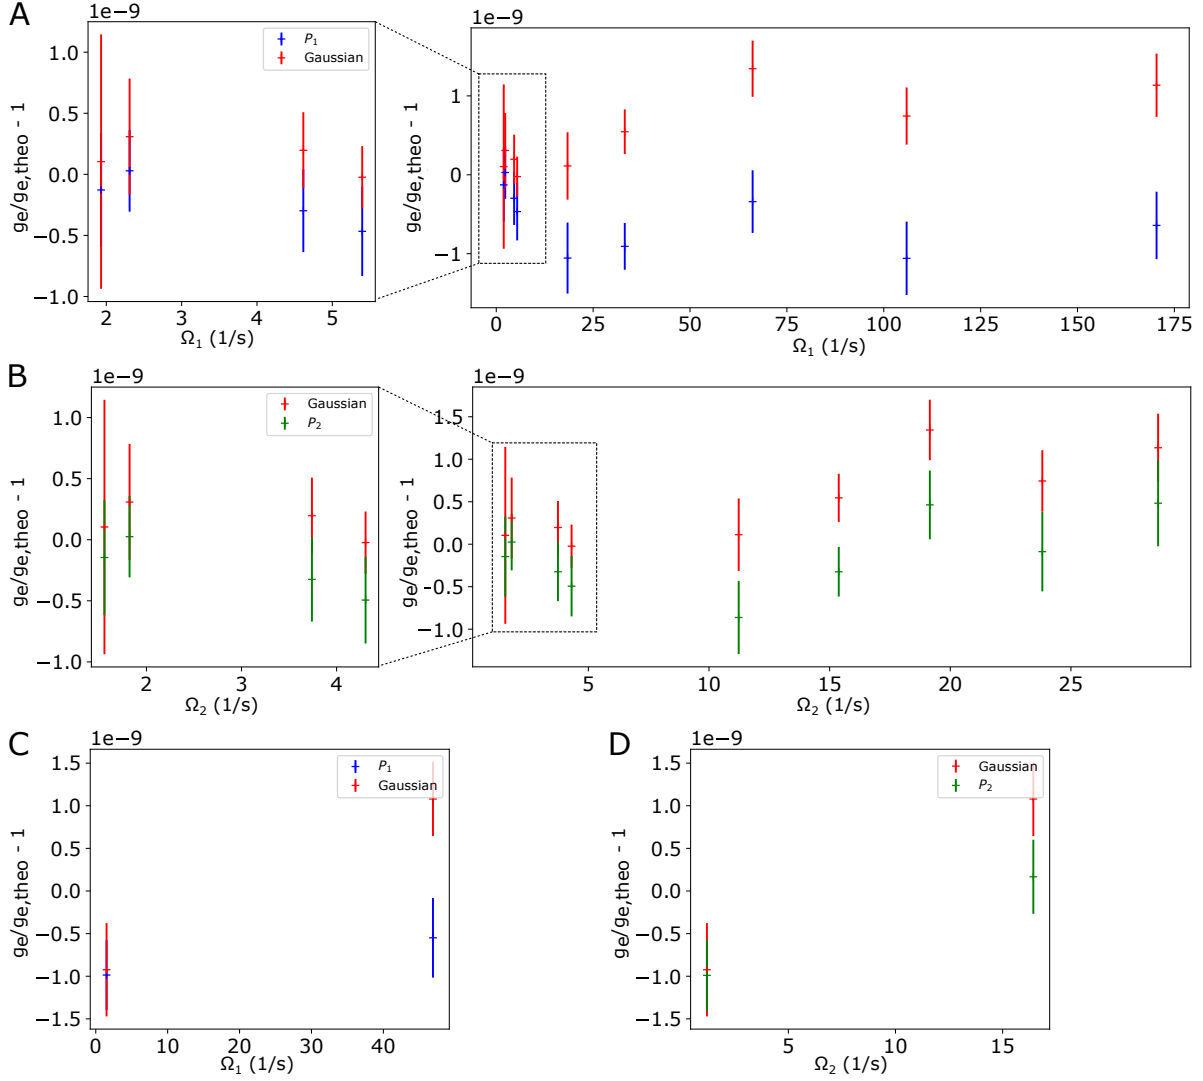 A
1e−9
P₁
Gaussian
1.0
0.5
0.0
−0.5
−1.0
gₑ/gₑ,ₜₕₑₒ - 1
2
3
4
5
Ω₁ (1/s)
1e−9
1
0
−1
gₑ/gₑ,ₜₕₑₒ - 1
0
25
50
75
100
125
150
175
Ω₁ (1/s)
B
1e−9
Gaussian
P₂
1.0
0.5
0.0
−0.5
−1.0
gₑ/gₑ,ₜₕₑₒ - 1
2
3
4
Ω₂ (1/s)
1e−9
1.5
1.0
0.5
0.0
−0.5
−1.0
gₑ/gₑ,ₜₕₑₒ - 1
5
10
15
20
25
Ω₂ (1/s)
C
1e−9
P₁
Gaussian
1.5
1.0
0.5
0.0
−0.5
−1.0
−1.5
gₑ/gₑ,ₜₕₑₒ - 1
0
10
20
30
40
Ω₁ (1/s)
D
1e−9
Gaussian
P₂
1.5
1.0
0.5
0.0
−0.5
−1.0
−1.5
gₑ/gₑ,ₜₕₑₒ - 1
5
10
15
Ω₂ (1/s)